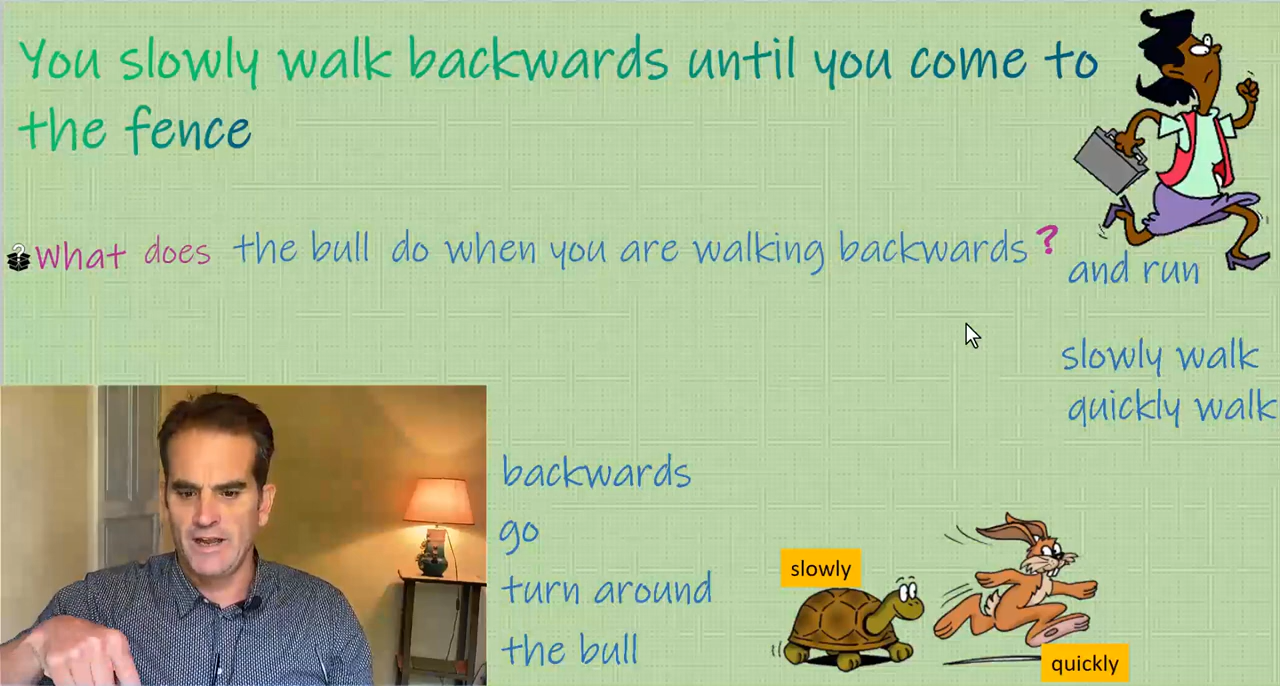 You slowly walk backwards until you come to
the fence
What does the bull do when you are walking backwards ?
and run
slowly walk
quickly walk
backwards
go
turn around
the bull
slowly
quickly